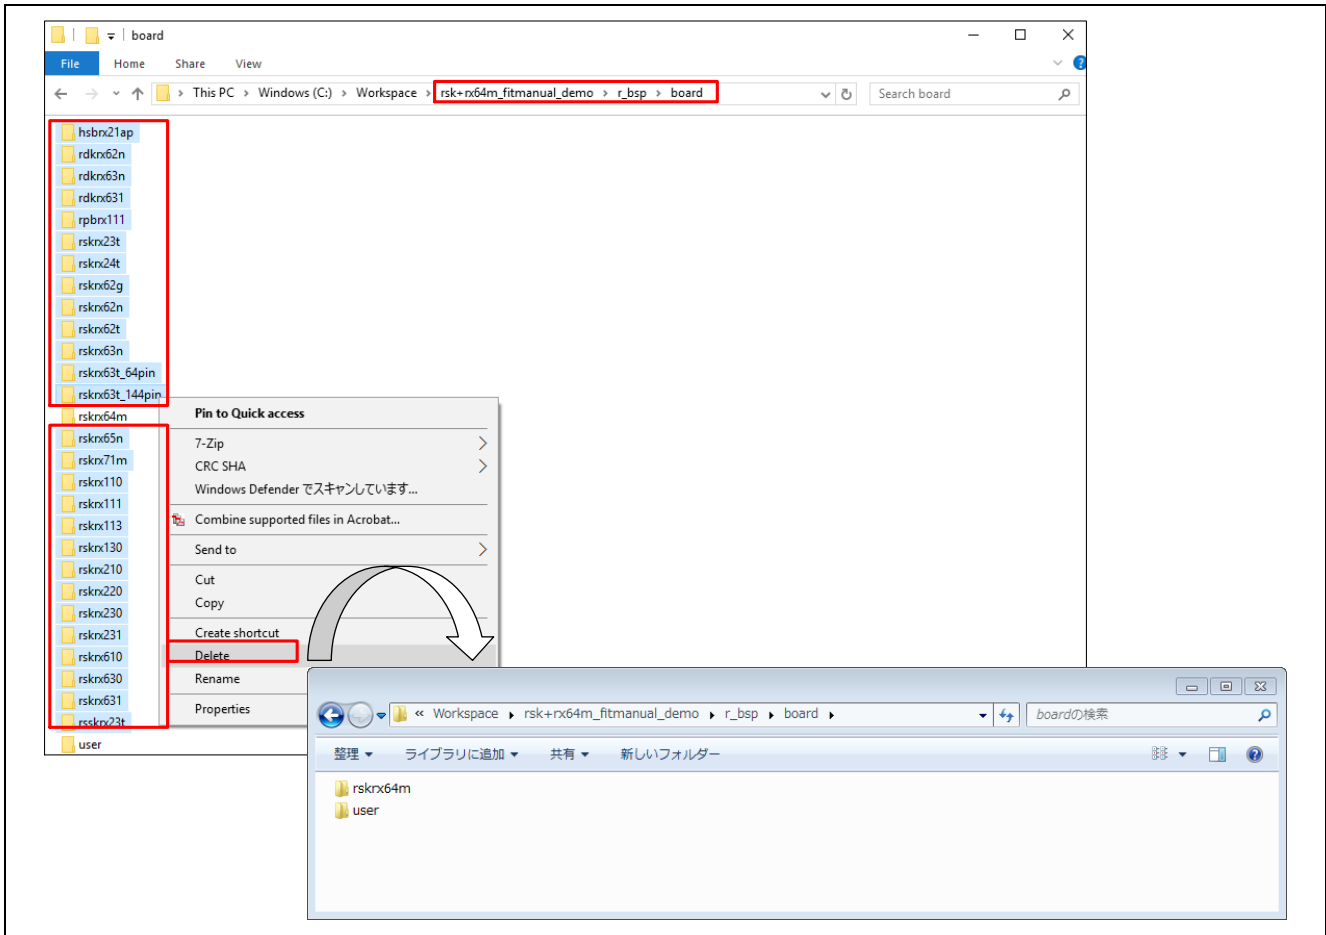 board
File Home Share View
This PC > Windows (C:) > Workspace > rsk+rx64m_fitmanual_demo > r_bsp > board
Search board
hsbrx21ap
rdkrx62n
rdkrx63n
rdkrx631
rpbrx111
rskrx23t
rskrx24t
rskrx62g
rskrx62n
rskrx62t
rskrx63n
rskrx63t_64pin
rskrx63t_144pin
rskrx64m
rskrx65n
rskrx71m
rskrx110
rskrx111
rskrx113
rskrx130
rskrx210
rskrx220
rskrx230
rskrx231
rskrx610
rskrx630
rskrx631
rsskrx23t
user
Pin to Quick access
7-Zip
CRC SHA
Windows Defender でスキャンしています...
Combine supported files in Acrobat...
Send to
Cut
Copy
Create shortcut
Delete
Rename
Properties
« Workspace ▸ rsk+rx64m_fitmanual_demo ▸ r_bsp ▸ board ▸
boardの検索
整理 ライブラリに追加 共有 新しいフォルダー
rskrx64m
user